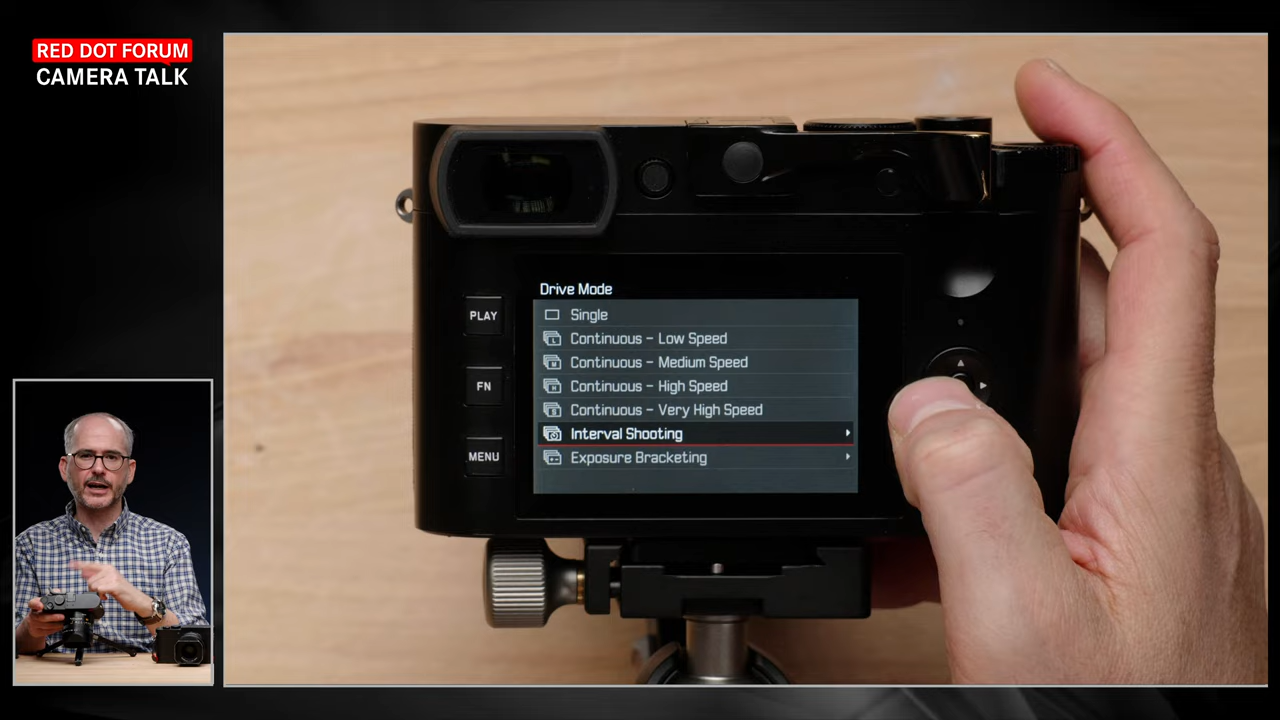 RED DOT FORUM
CAMERA TALK
PLAY
FN
MENU
Drive Mode
Single
Continuous - Low Speed
Continuous - Medium Speed
Continuous - High Speed
Continuous - Very High Speed
Interval Shooting
Exposure Bracketing